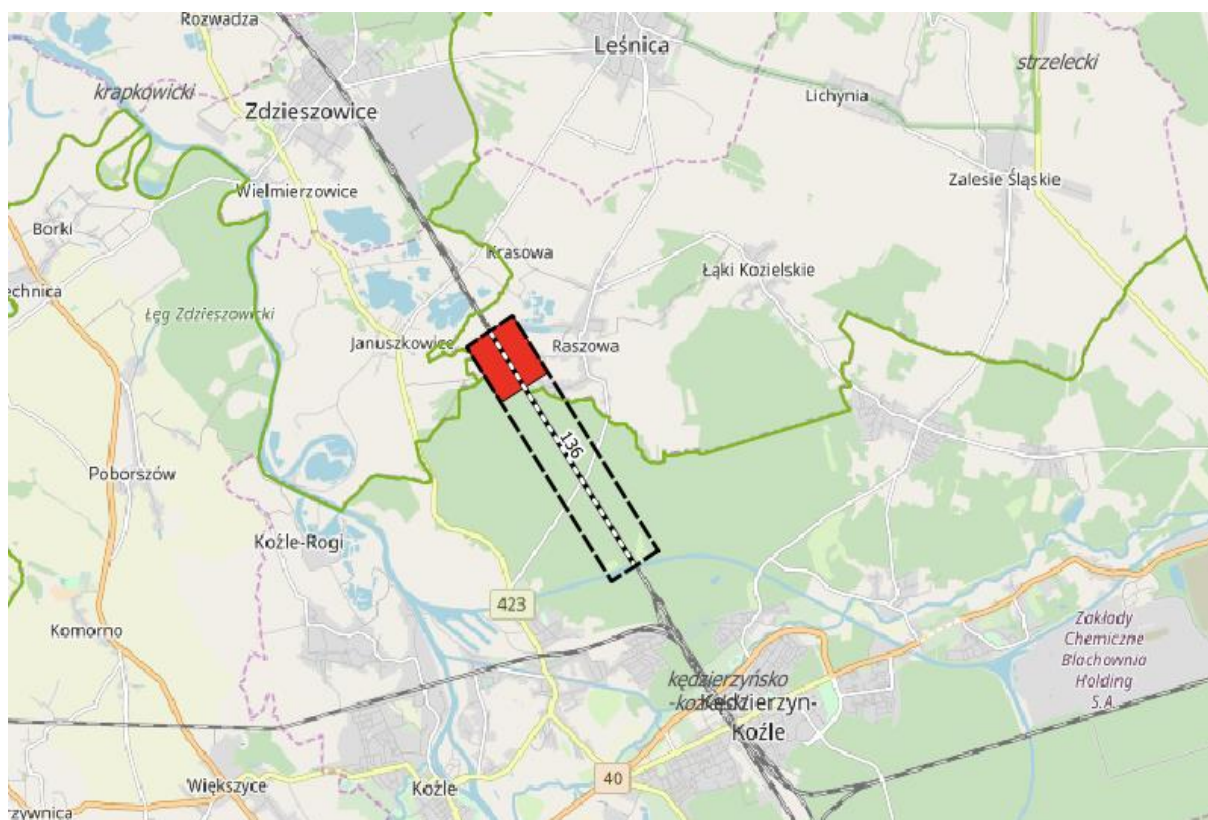 Rozwadza
Leśnica
strzelecki
krapkowicki
Lichynia
Zdzieszowice
Wielmierzowice
Zalesie Śląskie
Borki
Krasowa
Łąki Kozielskie
echnica
Łęg Zdzieszowicki
Januszkowice
Raszowa
136
Poborszów
Koźle-Rogi
423
Komorno
Zakłady
Chemiczne
Blachownia
Holding
S.A.
kędzierzyńsko
Kędzierzyn-
Koźle
40
Większyce
Koźle
rzywnica